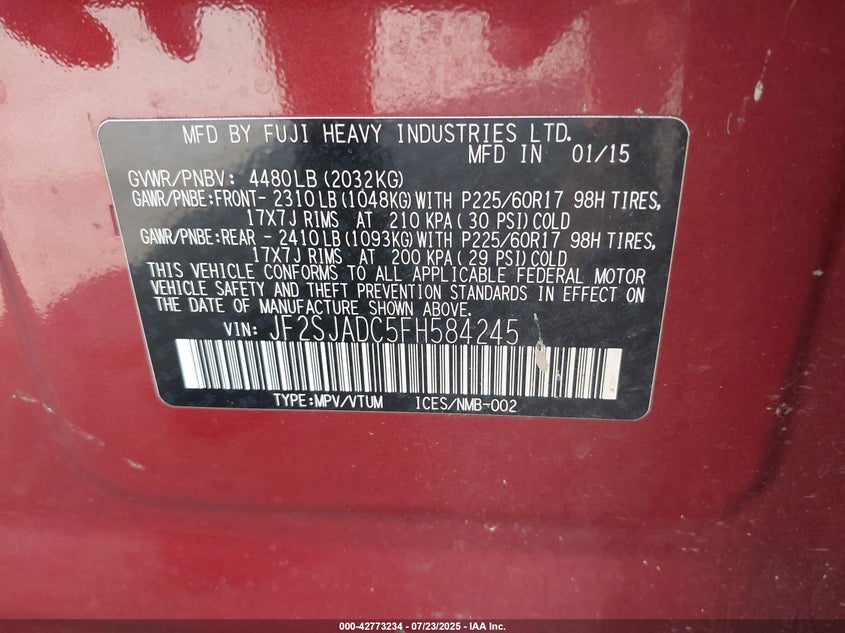 MFD BY FUJI HEAVY INDUSTRIES LTD.
MFD IN 01/15
GVWR/PNBV: 4480LB (2032KG)
GAWR/PNBE:FRONT- 2310 LB (1048KG) WITH P225/60R17 98H TIRES,
17X7J RIMS AT 210 KPA ( 30 PSI) COLD
GAWR/PNBE:REAR - 2410 LB (1093KG) WITH P225/60R17 98H TIRES,
17X7J RIMS AT 200 KPA ( 29 PSI) COLD
THIS VEHICLE CONFORMS TO ALL APPLICABLE FEDERAL MOTOR
VEHICLE SAFETY AND THEFT PREVENTION STANDARDS IN EFFECT ON
THE DATE OF MANUFACTURE SHOWN ABOVE.
VIN: JF2SJADC5FH584245
TYPE:MPV/VTUM ICES/NMB-002
000-42773234 | 07/23/2025 | IAA Inc.